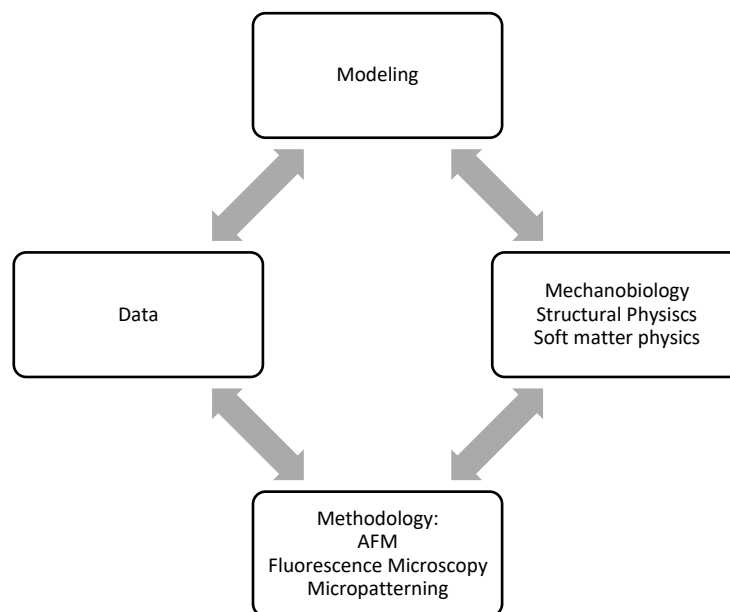 Modeling
Data
Mechanobiology
Structural Physiscs
Soft matter physics
Methodology:
AFM
Fluorescence Microscopy
Micropatterning